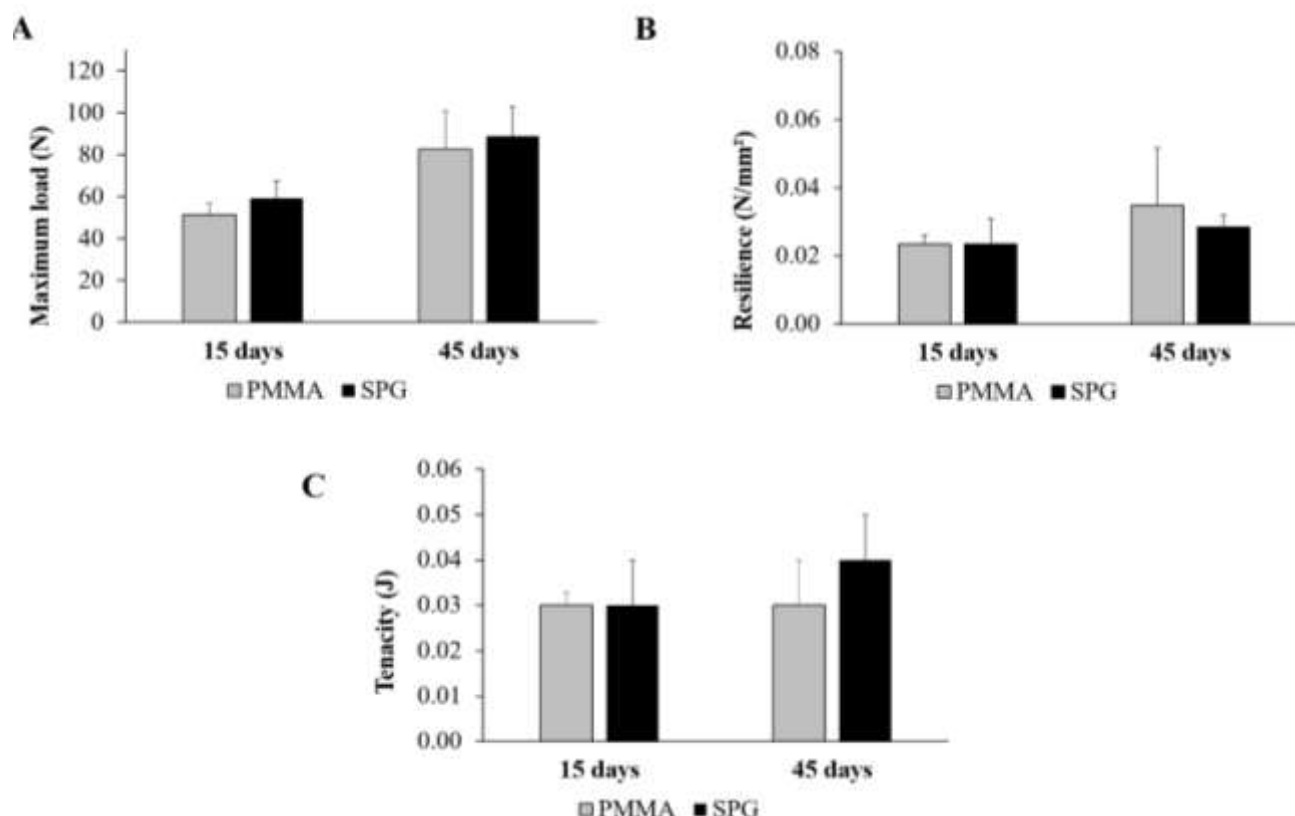 A
Maximum load (N)
120
100
80
60
40
20
0
15 days
45 days
PMMA SPG
B
Resilience (N/mm²)
0.08
0.06
0.04
0.02
0.00
15 days
45 days
PMMA SPG
C
Tenacity (J)
0.06
0.05
0.04
0.03
0.02
0.01
0.00
15 days
45 days
PMMA SPG